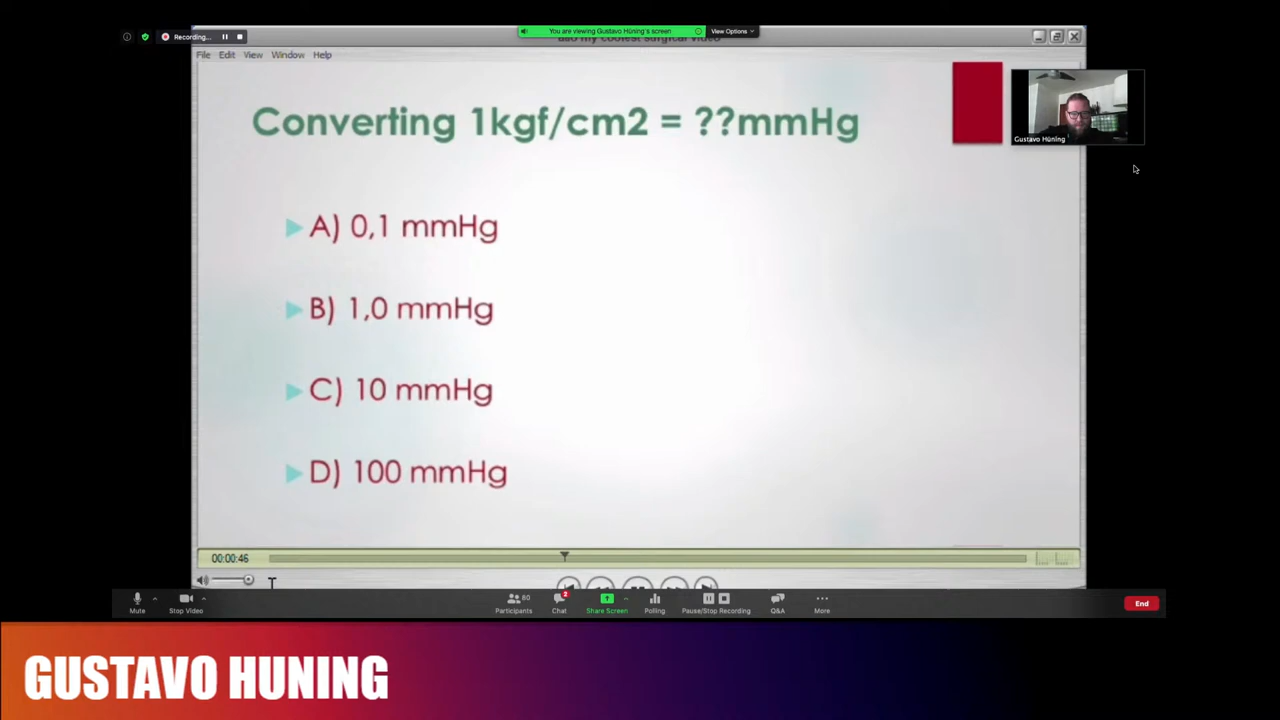 Recording...
You are viewing Gustavo Hüning's screen
View Options
File Edit View Window Help
Converting 1kgf/cm2 = ??mmHg
Gustavo Hüning
A) 0,1 mmHg
B) 1,0 mmHg
C) 10 mmHg
D) 100 mmHg
00:00:46
60
2
Mute
Stop Video
Participants
Chat
Share Screen
Polling
Pause/Stop Recording
Q&A
More
End
GUSTAVO HUNING